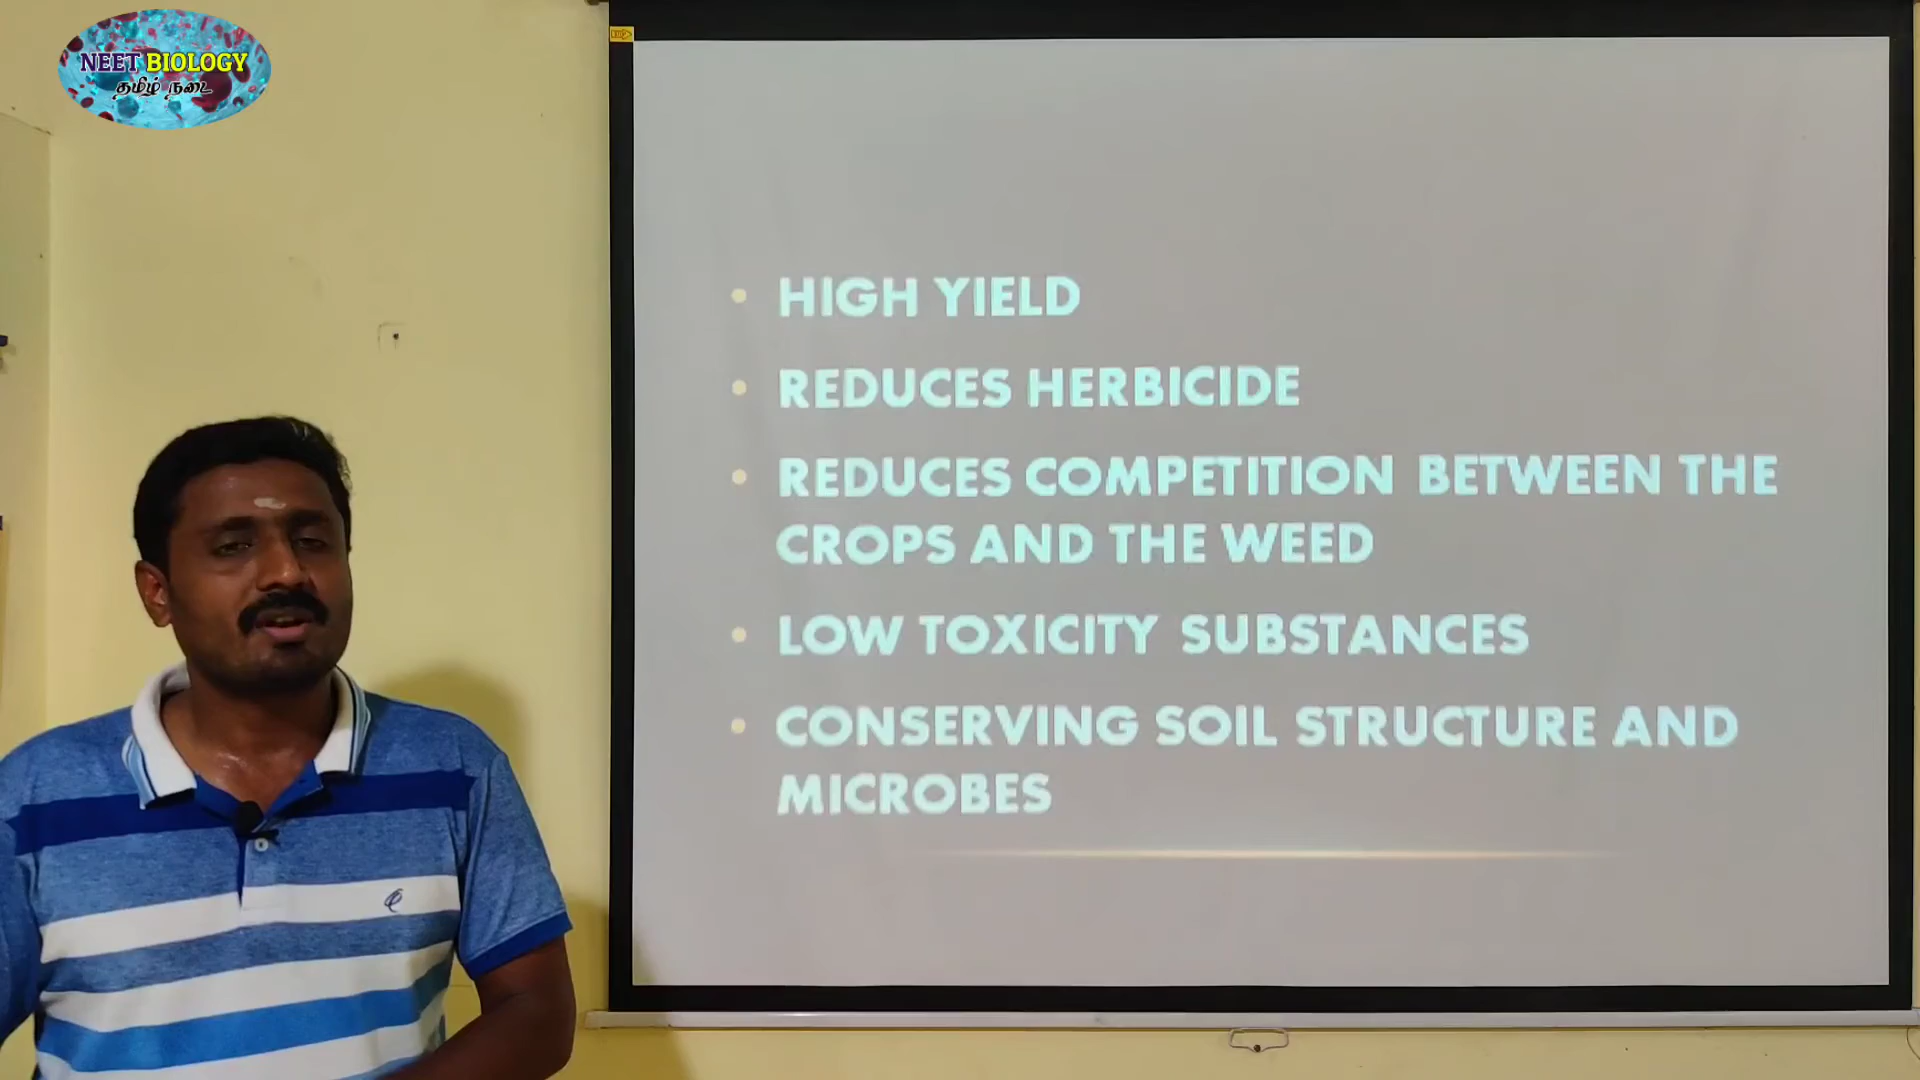 NEET BIOLOGY
தமிழ் நடை
• HIGH YIELD
• REDUCES HERBICIDE
• REDUCES COMPETITION BETWEEN THE
CROPS AND THE WEED
• LOW TOXICITY SUBSTANCES
• CONSERVING SOIL STRUCTURE AND
MICROBES